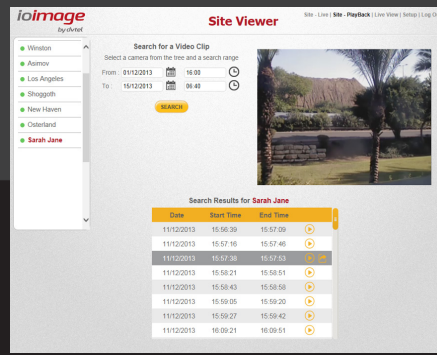 ioimage
by dvtel
Site Viewer
Site - Live | Site - PlayBack | Live View | Setup | Log O
Winston
Asimov
Los Angeles
Shoggoth
New Haven
Osterland
Sarah Jane
Search for a Video Clip
Select a camera from the tree and a search range
From : 01/12/2013 16:00
To : 15/12/2013 06:40
SEARCH
Search Results for Sarah Jane
Date Start Time End Time
11/12/2013 15:56:39 15:57:09
11/12/2013 15:57:16 15:57:46
11/12/2013 15:57:38 15:57:53
11/12/2013 15:58:21 15:58:51
11/12/2013 15:58:43 15:58:58
11/12/2013 15:59:05 15:59:20
11/12/2013 15:59:27 15:59:42
11/12/2013 16:09:21 16:09:51